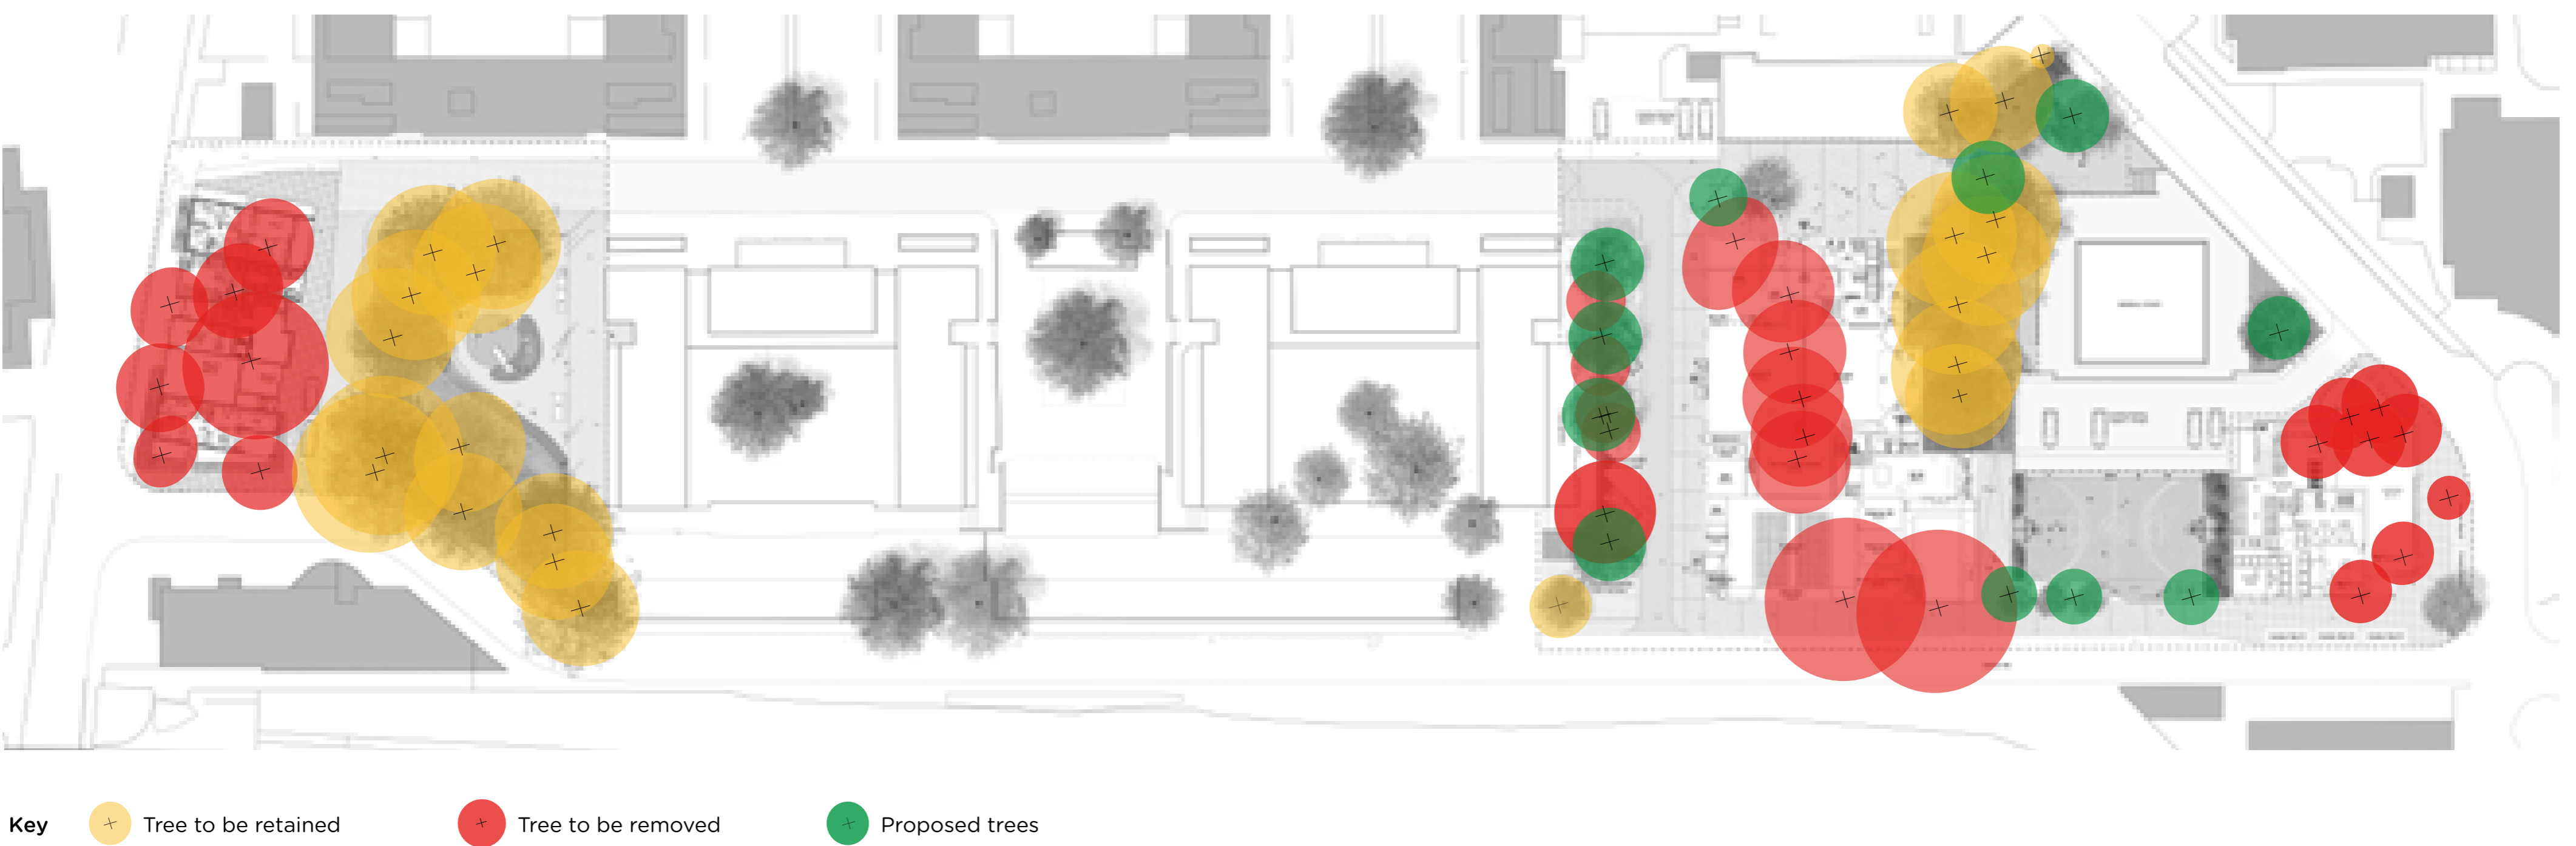 Key
Tree to be retained
Tree to be removed
Proposed trees